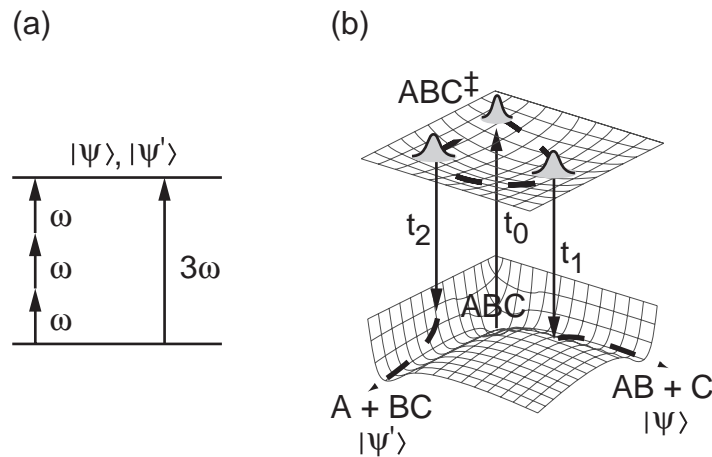 (a)
|ψ⟩, |ψ'⟩
ω
ω
ω
3ω
(b)
ABC‡
t₂
t₀
t₁
ABC
A + BC
|ψ'⟩
AB + C
|ψ⟩